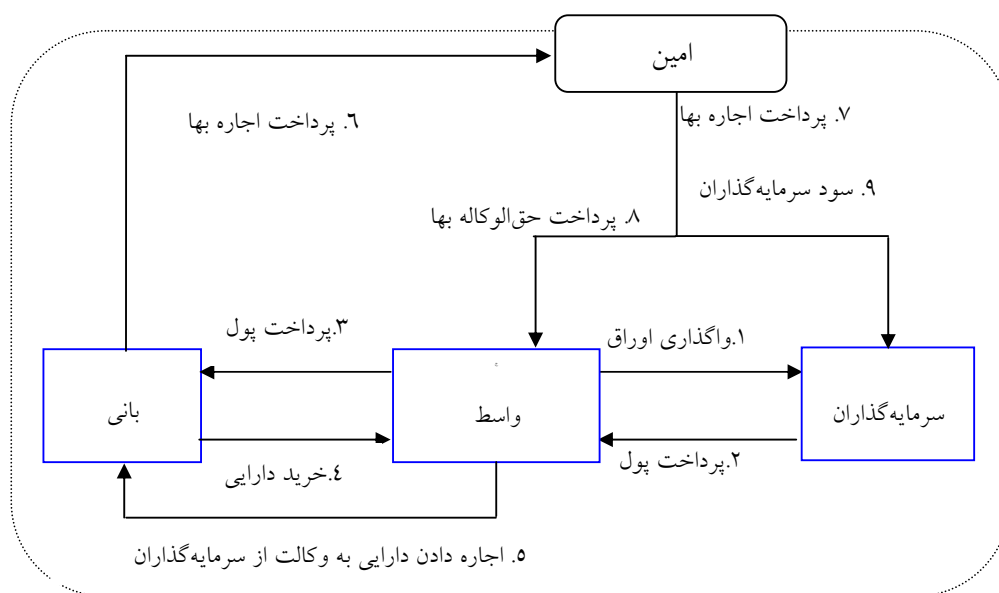 امین
۷. پرداخت اجاره بها
۶. پرداخت اجاره بها
۹. سود سرمایه‌گذاران
۸. پرداخت حق‌الوکاله بها
۳.پرداخت پول
۱.واگذاری اوراق
بانی
واسط
سرمایه‌گذاران
۲.پرداخت پول
٤.خرید دارایی
۵. اجاره دادن دارایی به وکالت از سرمایه‌گذاران